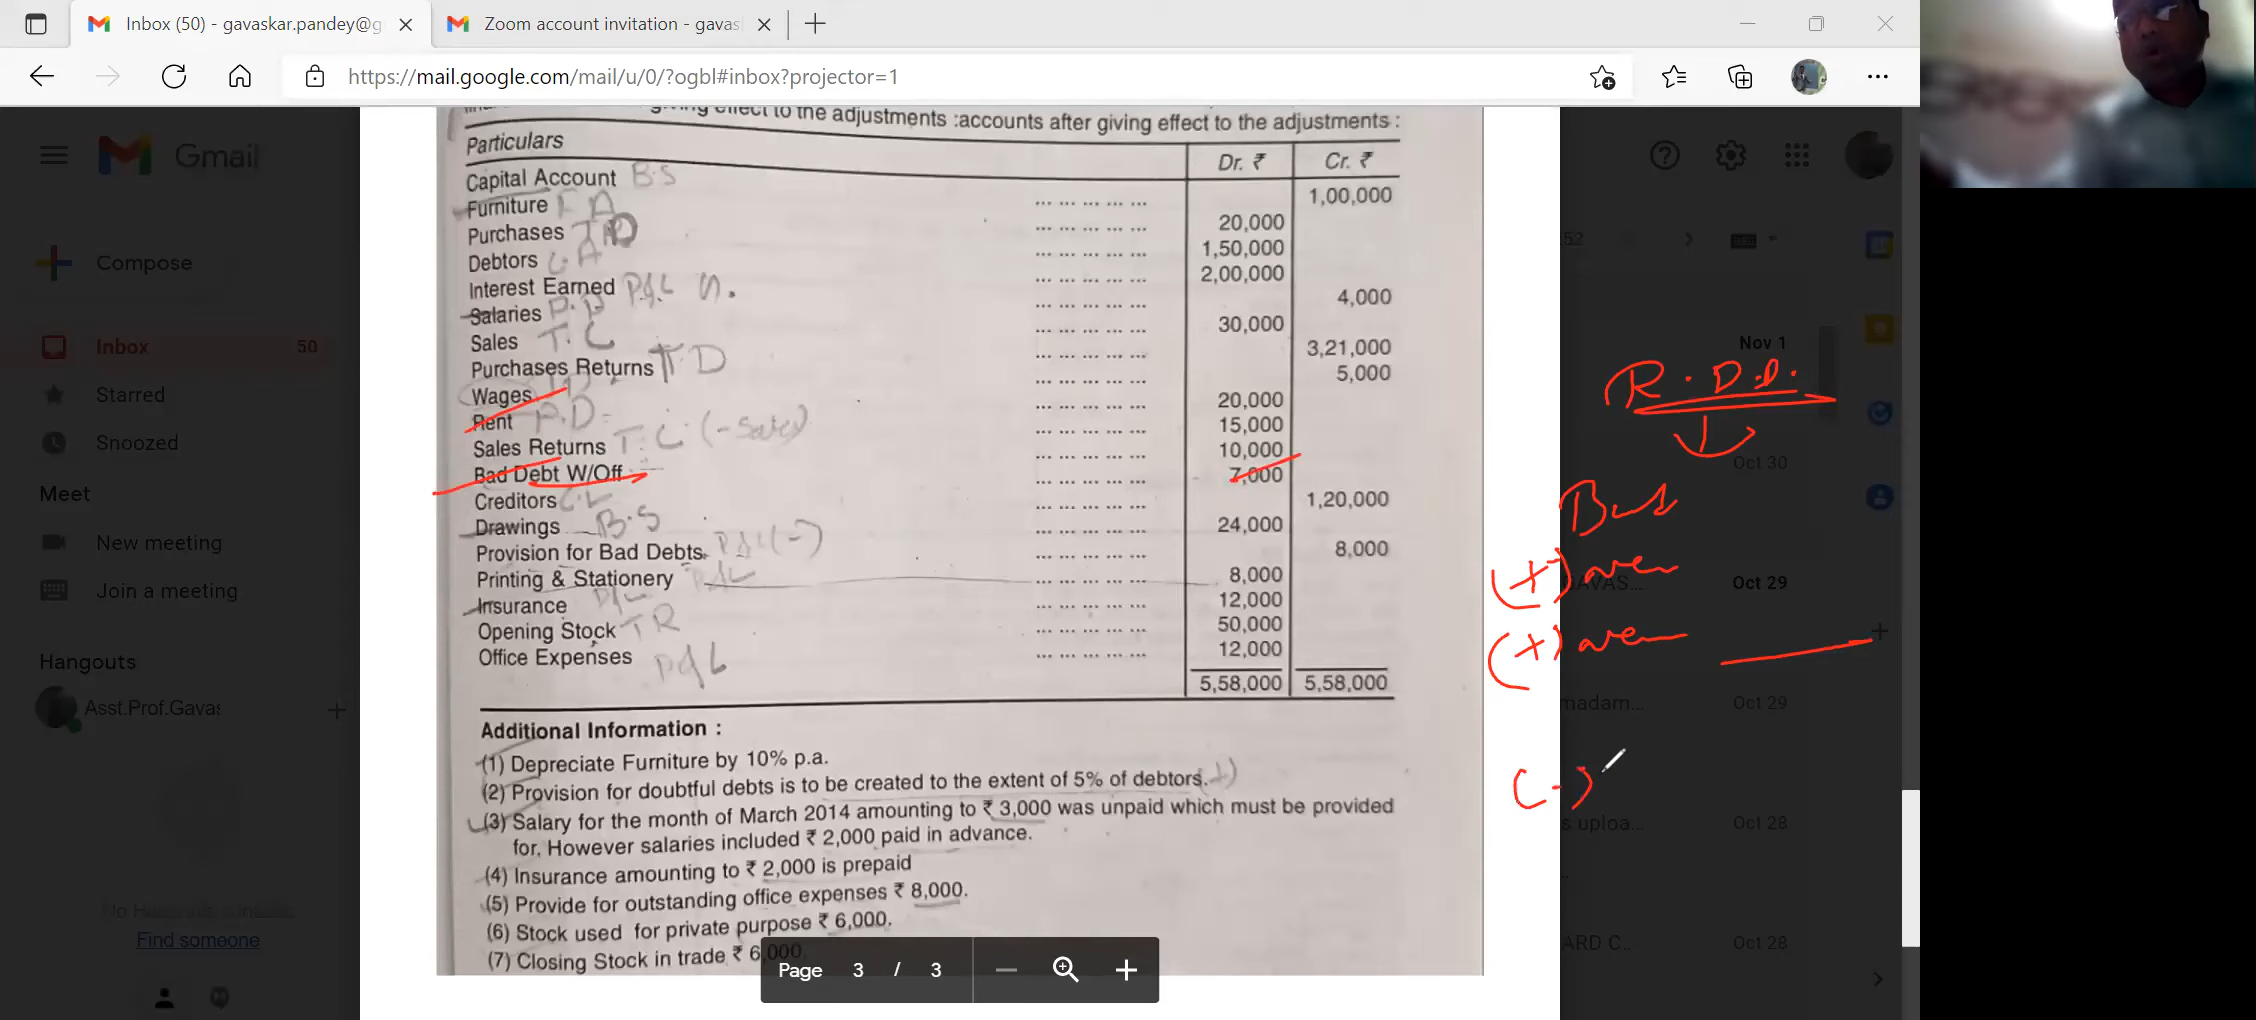 Inbox (50) - gavaskar.pandey@g
Zoom account invitation - gavas
https://mail.google.com/mail/u/0/?ogbl#inbox?projector=1
Gmail
Compose
Inbox 50
Starred
Snoozed
Meet
New meeting
Join a meeting
Hangouts
Asst.Prof.Gavas
Find someone
giving effect to the adjustments :accounts after giving effect to the adjustments :
Particulars Dr. ₹ Cr. ₹
Capital Account B.S ... ... ... ... ... 1,00,000
Furniture F A ... ... ... ... ... 20,000
Purchases ... ... ... ... ... 1,50,000
Debtors C.A ... ... ... ... ... 2,00,000
Interest Earned P&L ... ... ... ... ... 4,000
Salaries P.D ... ... ... ... ... 30,000
Sales T.C ... ... ... ... ... 3,21,000
Purchases Returns T.D ... ... ... ... ... 5,000
Wages T.D. ... ... ... ... ... 20,000
Rent P.D- ... ... ... ... ... 15,000
Sales Returns T.C. (-Sales) ... ... ... ... ... 10,000
Bad Debt W/Off ... ... ... ... ... 7,000
Creditors C.L ... ... ... ... ... 1,20,000
Drawings B.S ... ... ... ... ... 24,000
Provision for Bad Debts P&L(-) ... ... ... ... ... 8,000
Printing & Stationery P&L ... ... ... ... ... 8,000
Insurance P/L ... ... ... ... ... 12,000
Opening Stock TR ... ... ... ... ... 50,000
Office Expenses P&L ... ... ... ... ... 12,000
5,58,000 5,58,000
Additional Information :
(1) Depreciate Furniture by 10% p.a.
(2) Provision for doubtful debts is to be created to the extent of 5% of debtors.(+)
(3) Salary for the month of March 2014 amounting to ₹ 3,000 was unpaid which must be provided
for. However salaries included ₹ 2,000 paid in advance.
(4) Insurance amounting to ₹ 2,000 is prepaid
(5) Provide for outstanding office expenses ₹ 8,000.
(6) Stock used for private purpose ₹ 6,000.
(7) Closing Stock in trade ₹ 6,000.
Page 3 / 3
R.D.D.
(+)
(+)
(-)
52
Nov 1
Oct 30
GAVAS... Oct 29
madam... Oct 29
s uploa... Oct 28
ARD C... Oct 28